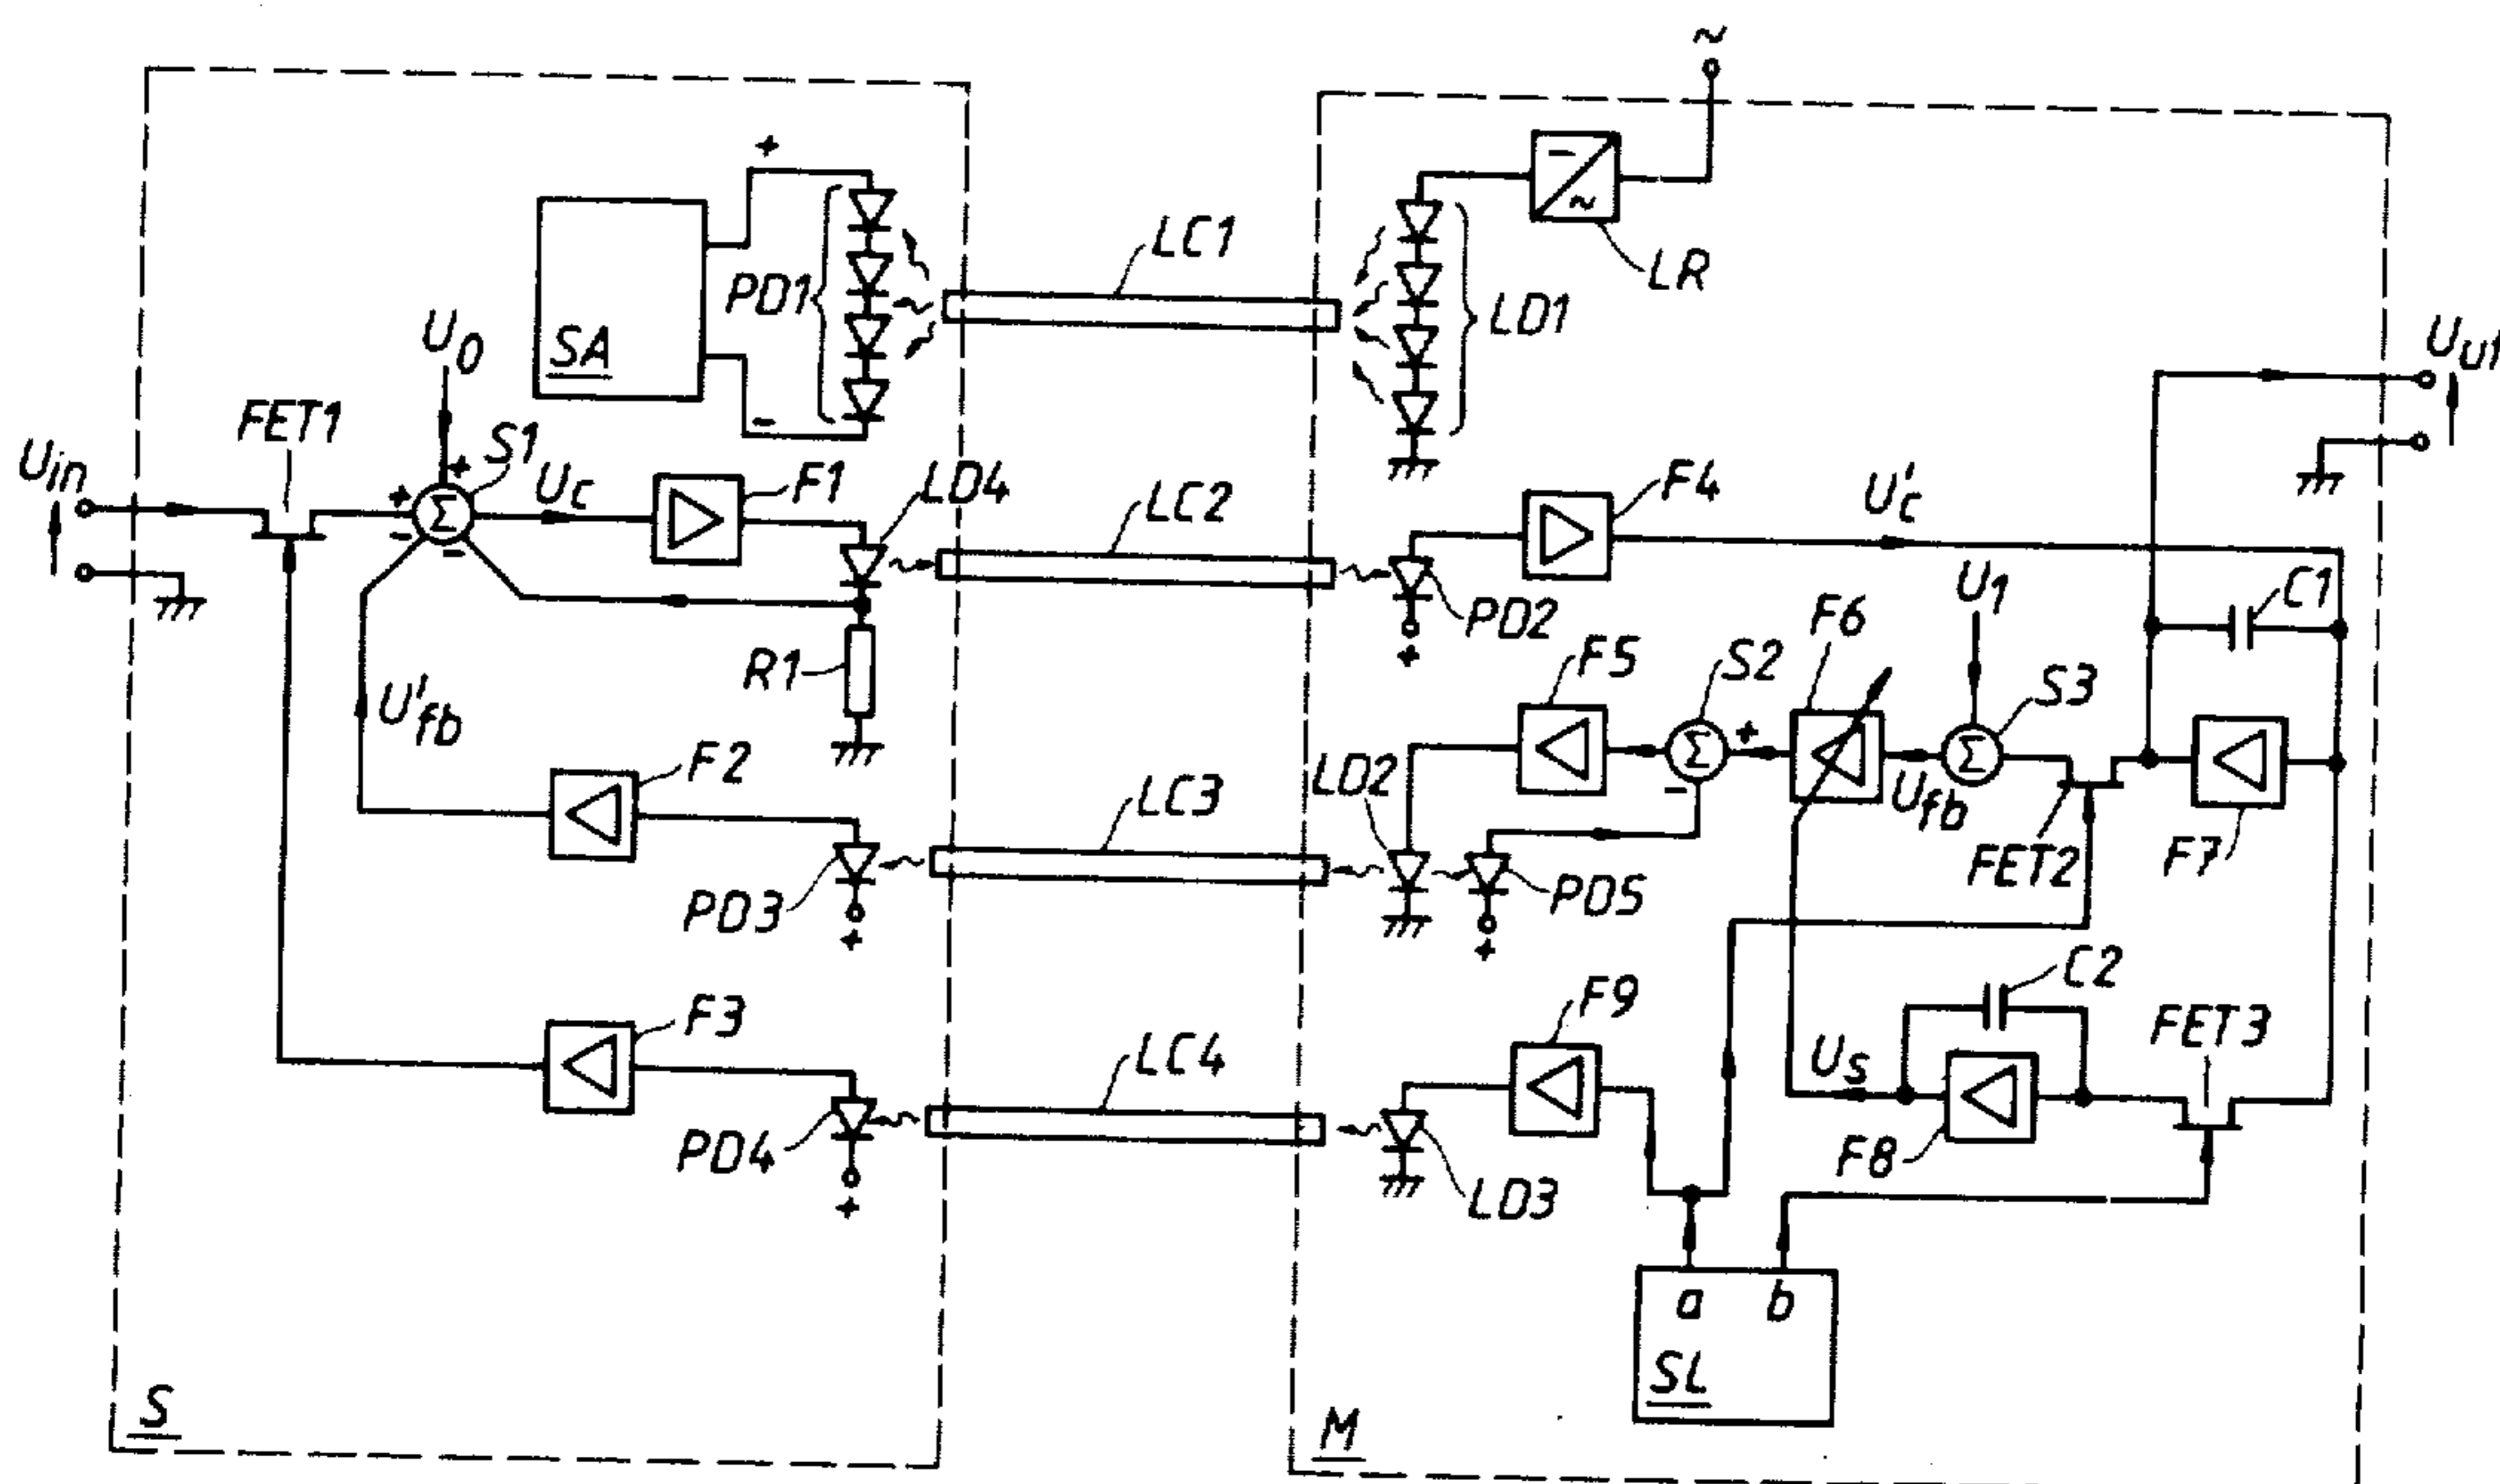 ~
+
LC1
PD1
SA
LD1
LR
-
~
U0
-
UU1
FET1
S1
Uin
+
+
Σ
UC
F1
LD4
LC2
F4
U'C
-
-
PD2
+
U1
C1
R1
F5
S2
F6
S3
U'fb
F2
LC3
LD2
Σ
+
-
Ufb
Σ
FET2
F7
PD3
+
PD5
+
F3
LC4
F9
C2
FET3
US
F8
PD4
+
LD3
a
b
SL
S
M